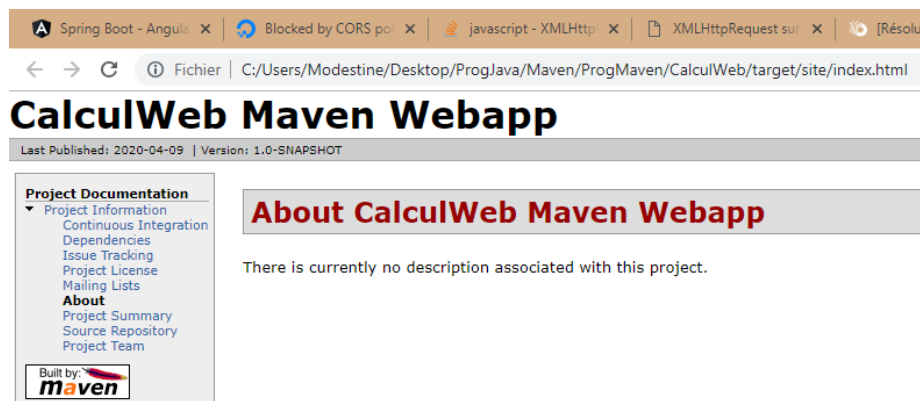 Spring Boot - Angula
Blocked by CORS pol
javascript - XMLHttp
XMLHttpRequest sur
[Résolu
Fichier
C:/Users/Modestine/Desktop/ProgJava/Maven/ProgMaven/CalculWeb/target/site/index.html
CalculWeb Maven Webapp
Last Published: 2020-04-09 | Version: 1.0-SNAPSHOT
Project Documentation
Project Information
Continuous Integration
Dependencies
Issue Tracking
Project License
Mailing Lists
About
Project Summary
Source Repository
Project Team
Built by:
maven
About CalculWeb Maven Webapp
There is currently no description associated with this project.